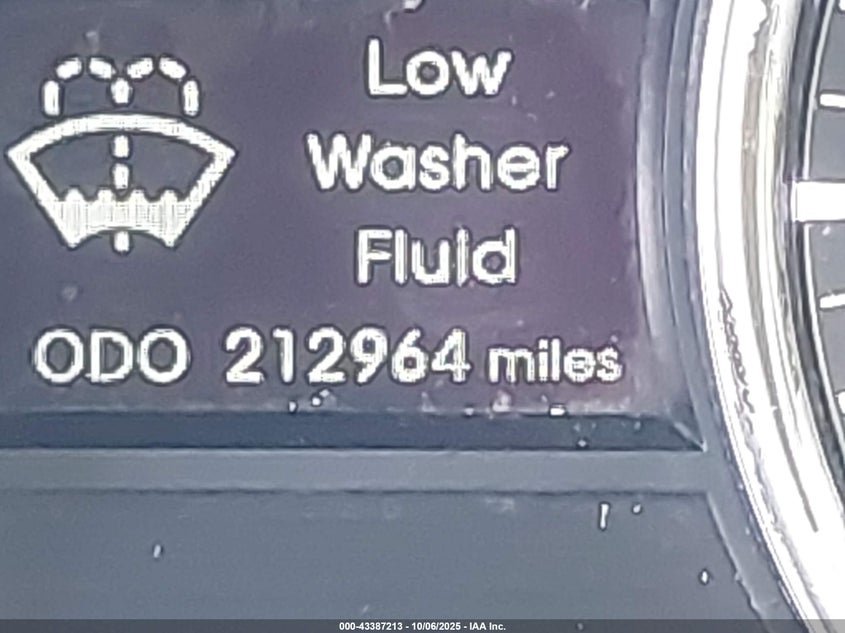 Low
Washer
Fluid
ODO 212964 miles
000-43387213 - 10/06/2025 - IAA Inc.